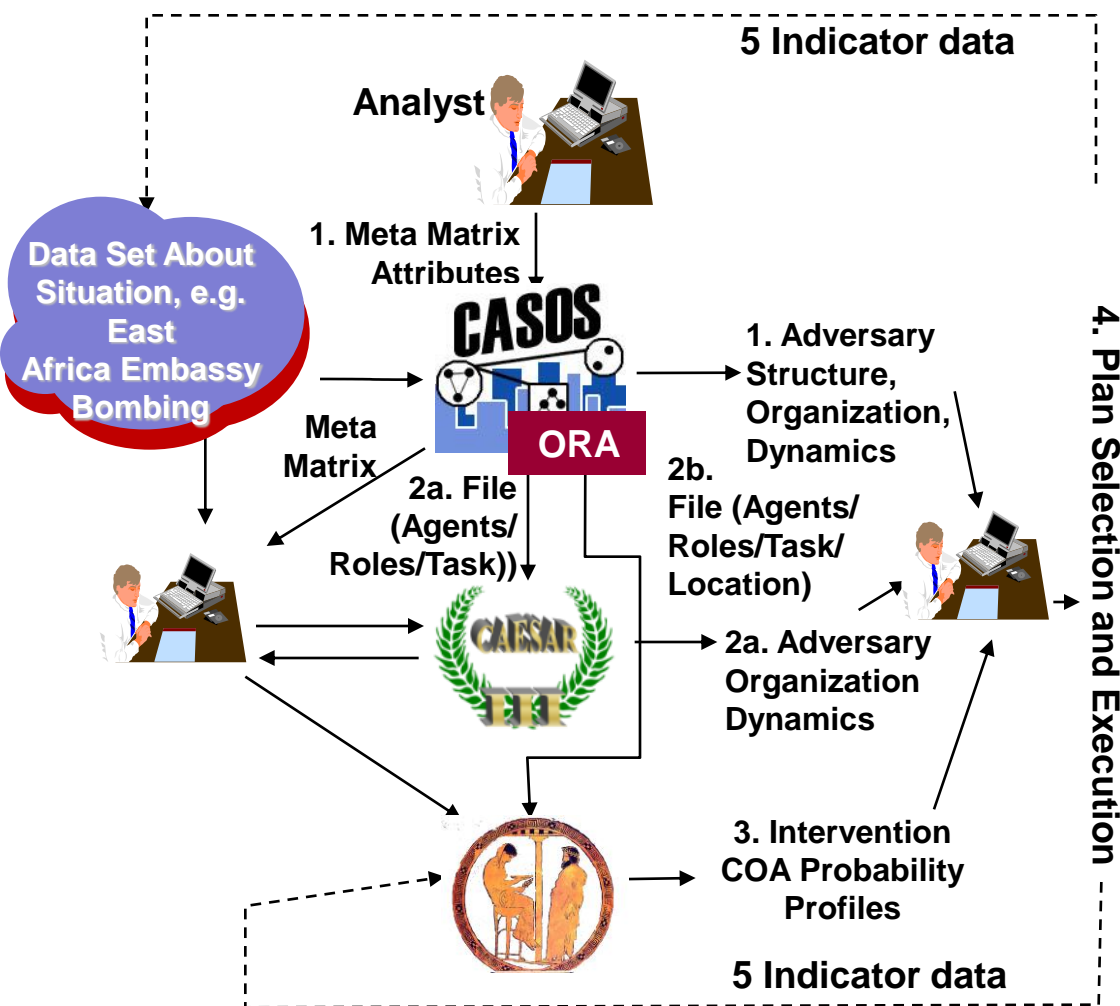 5 Indicator data
Analyst
1. Meta Matrix
Attributes
Data Set About
Situation, e.g.
East
Africa Embassy
Bombing
CASOS
ORA
1. Adversary
Structure,
Organization,
Dynamics
Meta
Matrix
2a. File
(Agents/
Roles/Task))
2b.
File (Agents/
Roles/Task/
Location)
4. Plan Selection and Execution
CAESAR
III
2a. Adversary
Organization
Dynamics
3. Intervention
COA Probability
Profiles
5 Indicator data